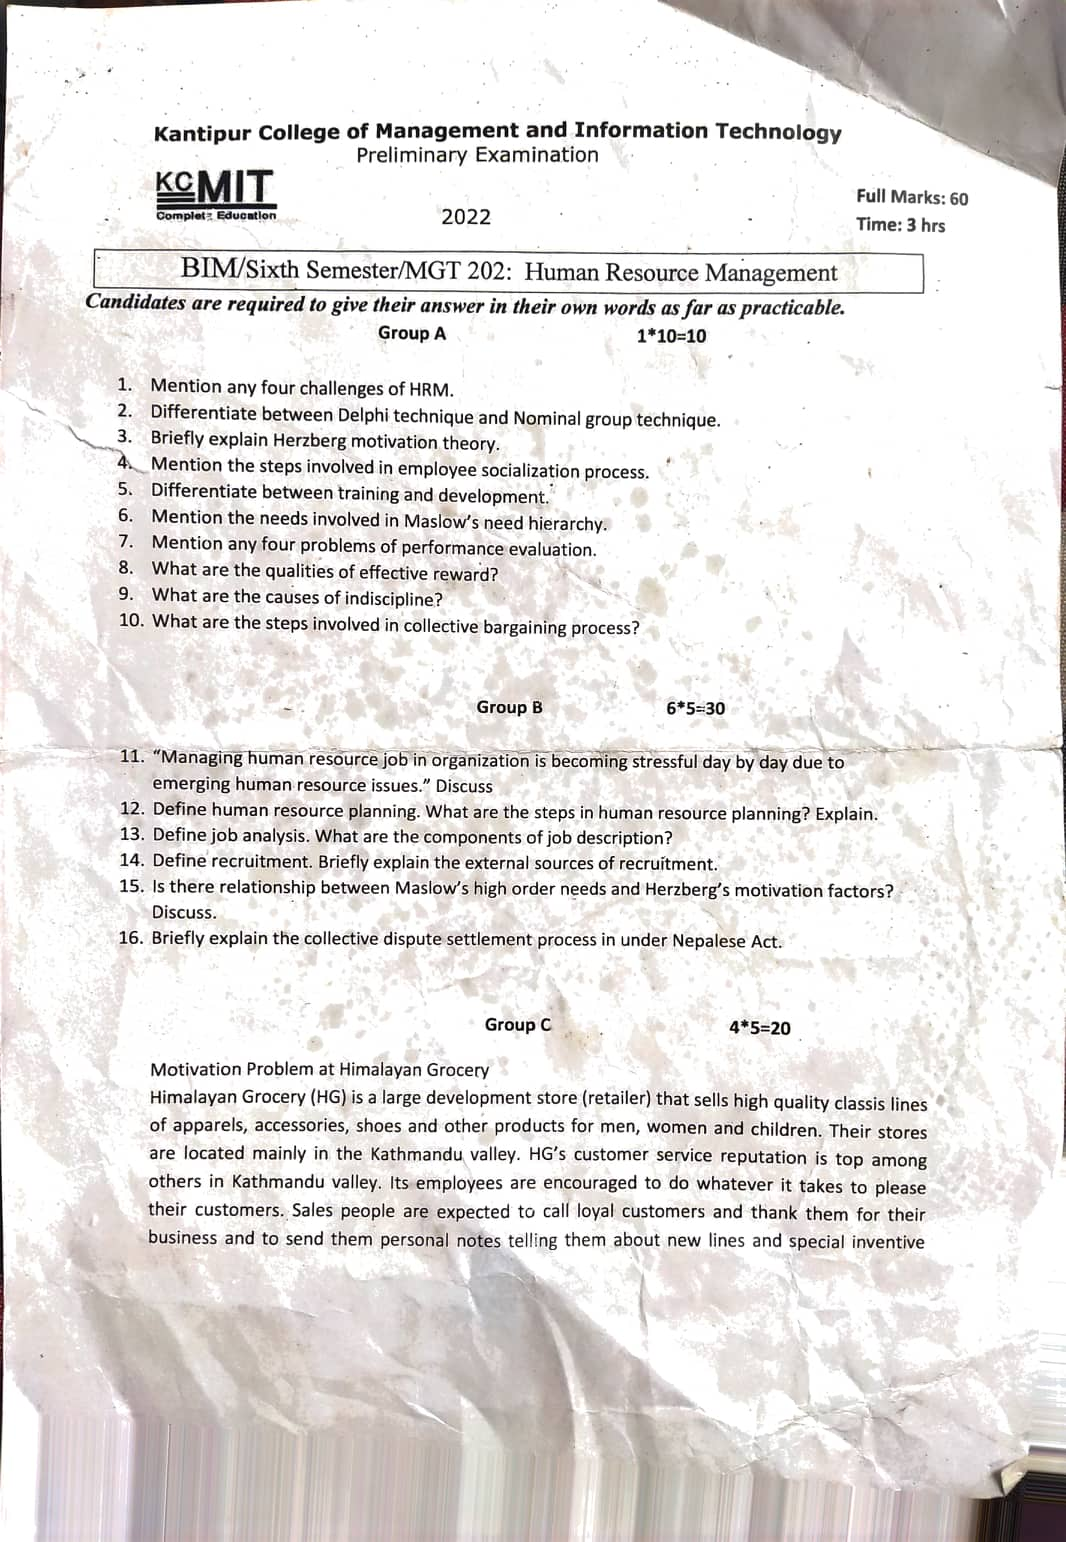 Kantipur College of Management and Information Technology
Preliminary Examination
KCMIT
Complete Education
2022
Full Marks: 60
Time: 3 hrs
BIM/Sixth Semester/MGT 202: Human Resource Management
Candidates are required to give their answer in their own words as far as practicable.
Group A 1*10=10
1. Mention any four challenges of HRM.
2. Differentiate between Delphi technique and Nominal group technique.
3. Briefly explain Herzberg motivation theory.
4. Mention the steps involved in employee socialization process.
5. Differentiate between training and development.
6. Mention the needs involved in Maslow's need hierarchy.
7. Mention any four problems of performance evaluation.
8. What are the qualities of effective reward?
9. What are the causes of indiscipline?
10. What are the steps involved in collective bargaining process?
Group B 6*5=30
11. "Managing human resource job in organization is becoming stressful day by day due to
emerging human resource issues." Discuss
12. Define human resource planning. What are the steps in human resource planning? Explain.
13. Define job analysis. What are the components of job description?
14. Define recruitment. Briefly explain the external sources of recruitment.
15. Is there relationship between Maslow's high order needs and Herzberg's motivation factors?
Discuss.
16. Briefly explain the collective dispute settlement process in under Nepalese Act.
Group C 4*5=20
Motivation Problem at Himalayan Grocery
Himalayan Grocery (HG) is a large development store (retailer) that sells high quality classis lines
of apparels, accessories, shoes and other products for men, women and children. Their stores
are located mainly in the Kathmandu valley. HG's customer service reputation is top among
others in Kathmandu valley. Its employees are encouraged to do whatever it takes to please
their customers. Sales people are expected to call loyal customers and thank them for their
business and to send them personal notes telling them about new lines and special inventive